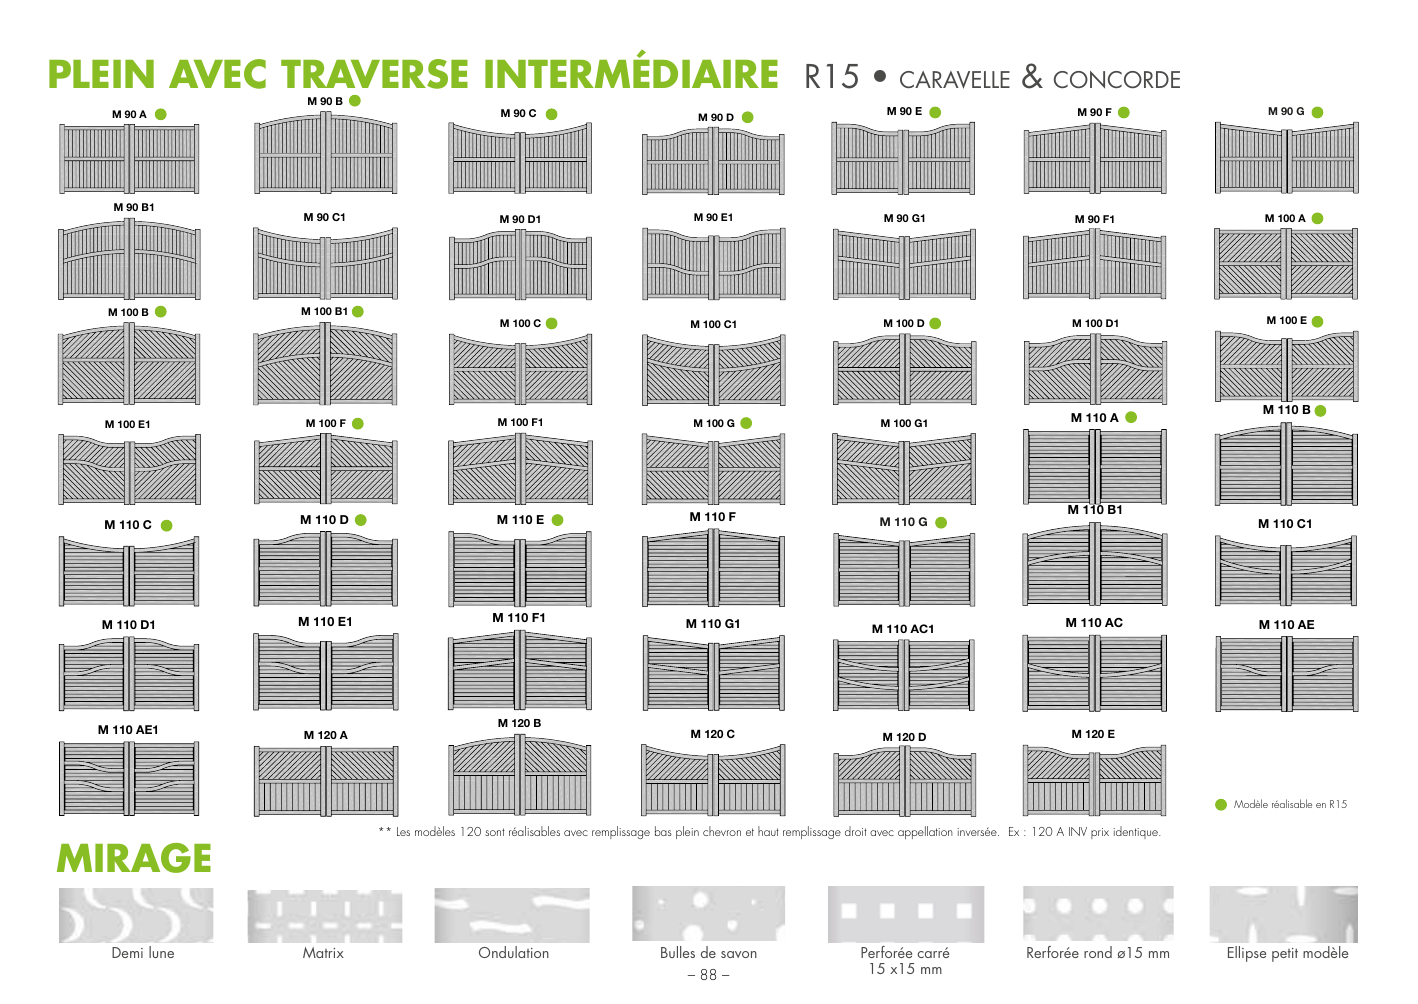 PLEIN AVEC TRAVERSE INTERMÉDIAIRE R15 • CARAVELLE & CONCORDE
M 90 A
M 90 B
M 90 C
M 90 D
M 90 E
M 90 F
M 90 G
M 90 B1
M 90 C1
M 90 D1
M 90 E1
M 90 G1
M 90 F1
M 100 A
M 100 B
M 100 B1
M 100 C
M 100 C1
M 100 D
M 100 D1
M 100 E
M 100 E1
M 100 F
M 100 F1
M 100 G
M 100 G1
M 110 A
M 110 B
M 110 C
M 110 D
M 110 E
M 110 F
M 110 G
M 110 B1
M 110 C1
M 110 D1
M 110 E1
M 110 F1
M 110 G1
M 110 AC1
M 110 AC
M 110 AE
M 110 AE1
M 120 A
M 120 B
M 120 C
M 120 D
M 120 E
Modèle réalisable en R15
** Les modèles 120 sont réalisables avec remplissage bas plein chevron et haut remplissage droit avec appellation inversée. Ex : 120 A INV prix identique.
MIRAGE
Demi lune
Matrix
Ondulation
Bulles de savon
Perforée carré
15 x15 mm
Rerforée rond ø15 mm
Ellipse petit modèle
– 88 –